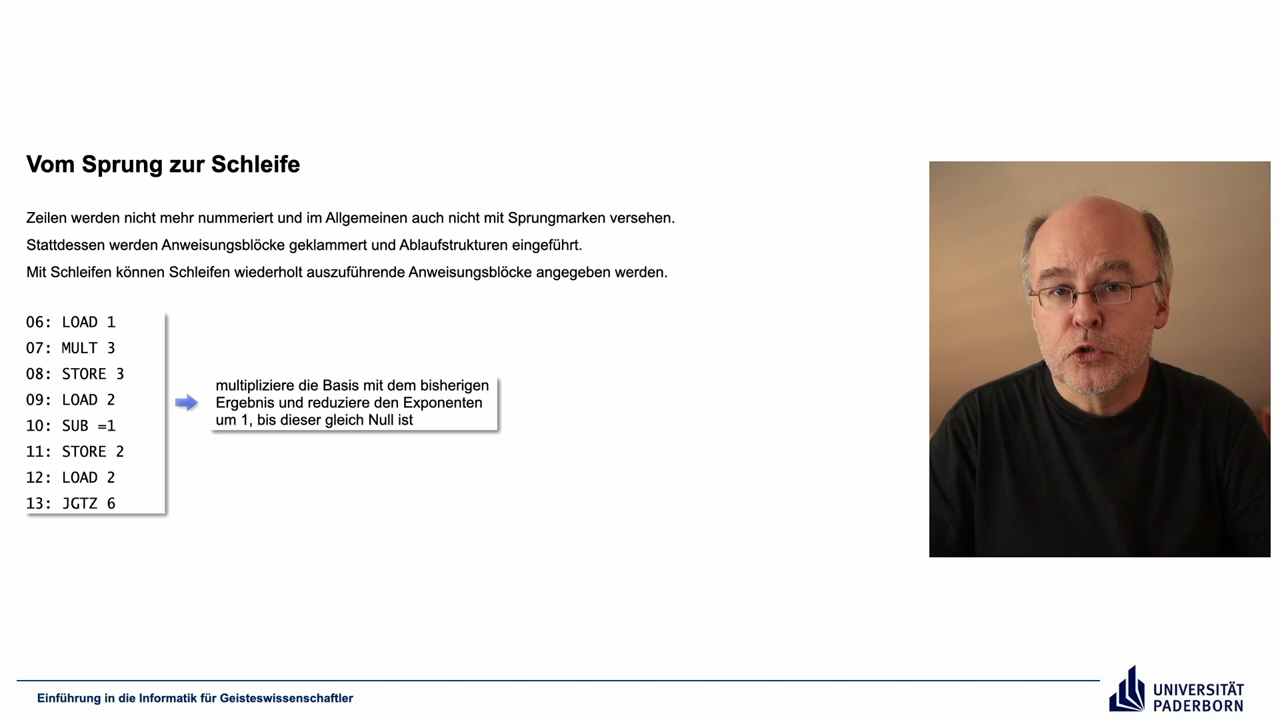 Vom Sprung zur Schleife
Zeilen werden nicht mehr nummeriert und im Allgemeinen auch nicht mit Sprungmarken versehen.
Stattdessen werden Anweisungsblöcke geklammert und Ablaufstrukturen eingeführt.
Mit Schleifen können Schleifen wiederholt auszuführende Anweisungsblöcke angegeben werden.
06: LOAD 1
07: MULT 3
08: STORE 3
09: LOAD 2
10: SUB =1
11: STORE 2
12: LOAD 2
13: JGTZ 6
multipliziere die Basis mit dem bisherigen
Ergebnis und reduziere den Exponenten
um 1, bis dieser gleich Null ist
Einführung in die Informatik für Geisteswissenschaftler
UNIVERSITÄT
PADERBORN